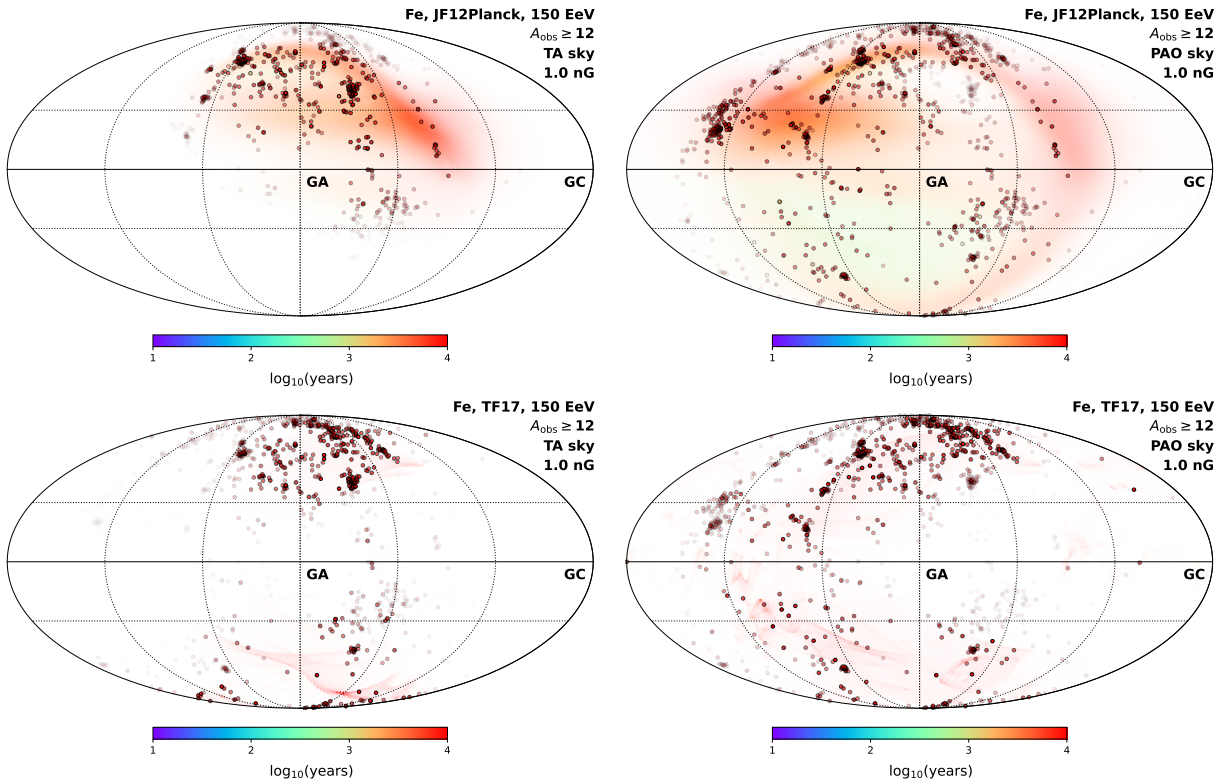 Fe, JF12Planck, 150 EeV
A_obs ≥ 12
TA sky
1.0 nG
GA
GC
1 2 3 4
log₁₀(years)
Fe, JF12Planck, 150 EeV
A_obs ≥ 12
PAO sky
1.0 nG
GA
GC
1 2 3 4
log₁₀(years)
Fe, TF17, 150 EeV
A_obs ≥ 12
TA sky
1.0 nG
GA
GC
1 2 3 4
log₁₀(years)
Fe, TF17, 150 EeV
A_obs ≥ 12
PAO sky
1.0 nG
GA
GC
1 2 3 4
log₁₀(years)